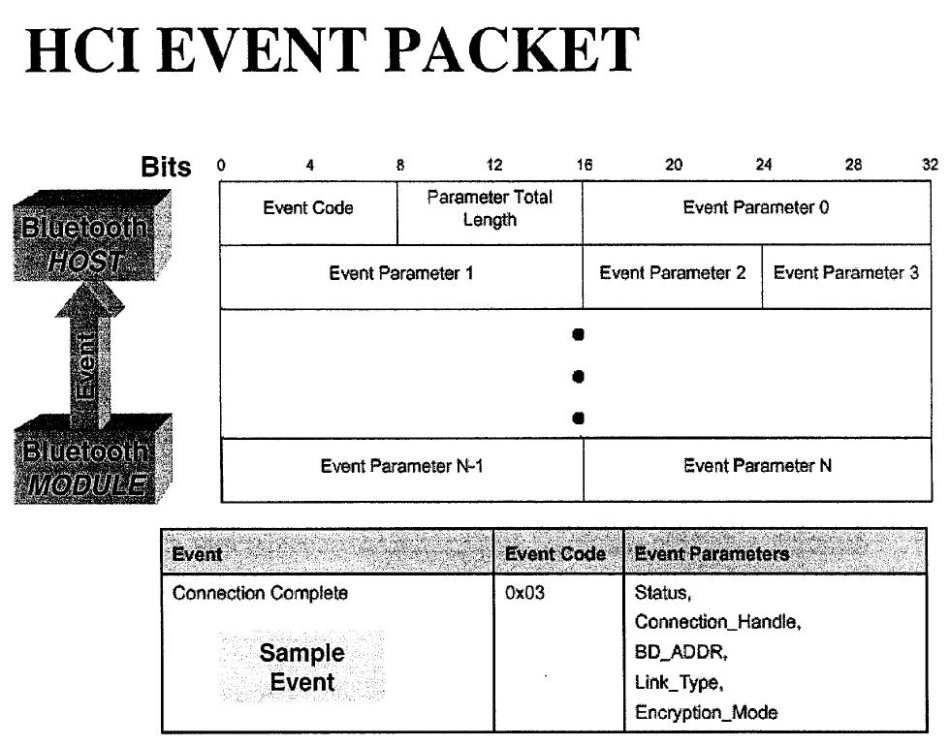 HCI EVENT PACKET
Bits 0 4 8 12 16 20 24 28 32
Bluetooth
HOST
Event
Bluetooth
MODULE
Event Code
Parameter Total
Length
Event Parameter 0
Event Parameter 1
Event Parameter 2
Event Parameter 3
Event Parameter N-1
Event Parameter N
Event Event Code Event Parameters
Connection Complete 0x03 Status,
Connection_Handle,
BD_ADDR,
Link_Type,
Encryption_Mode
Sample
Event